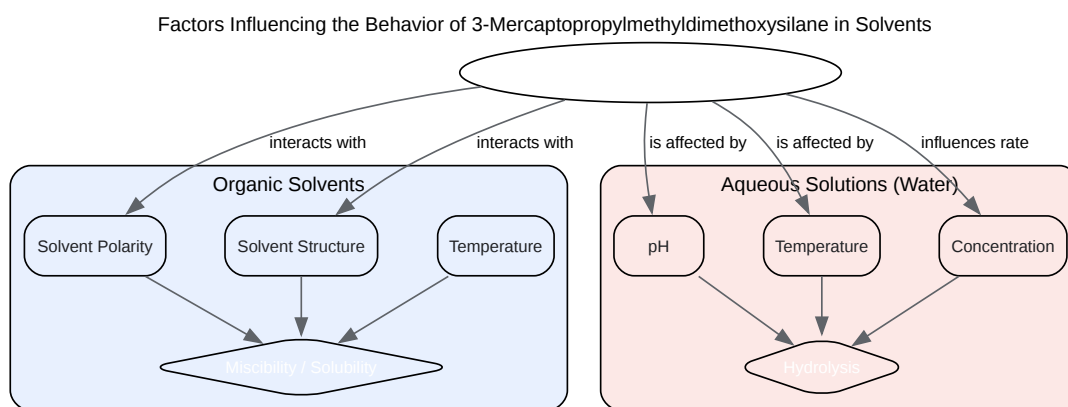 Factors Influencing the Behavior of 3-Mercaptopropylmethyldimethoxysilane in Solvents
interacts with
interacts with
is affected by
is affected by
influences rate
Organic Solvents
Aqueous Solutions (Water)
Solvent Polarity
Solvent Structure
Temperature
pH
Temperature
Concentration
Miscibility / Solubility
Hydrolysis